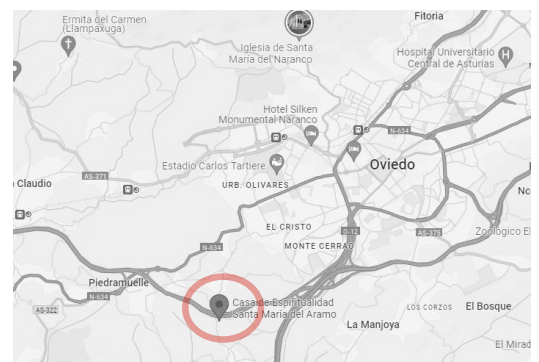 Ermita del Carmen
(Llampaxuga)
Fitoria
Iglesia de Santa
María del Naranco
Hospital Universitario
Central de Asturias
H
Hotel Silken
Monumental Naranco
N-634
Estadio Carlos Tartiere
Oviedo
AS-371
Claudio
URB. OLIVARES
No
EL CRISTO
O-12
AS-375
Zoológico El
N-634
MONTE CERRAO
Piedramuelle
N-634
AS-322
Casa de Espiritualidad
Santa María del Aramo
LOS CORZOS
El Bosque
La Manjoya
El Mirad